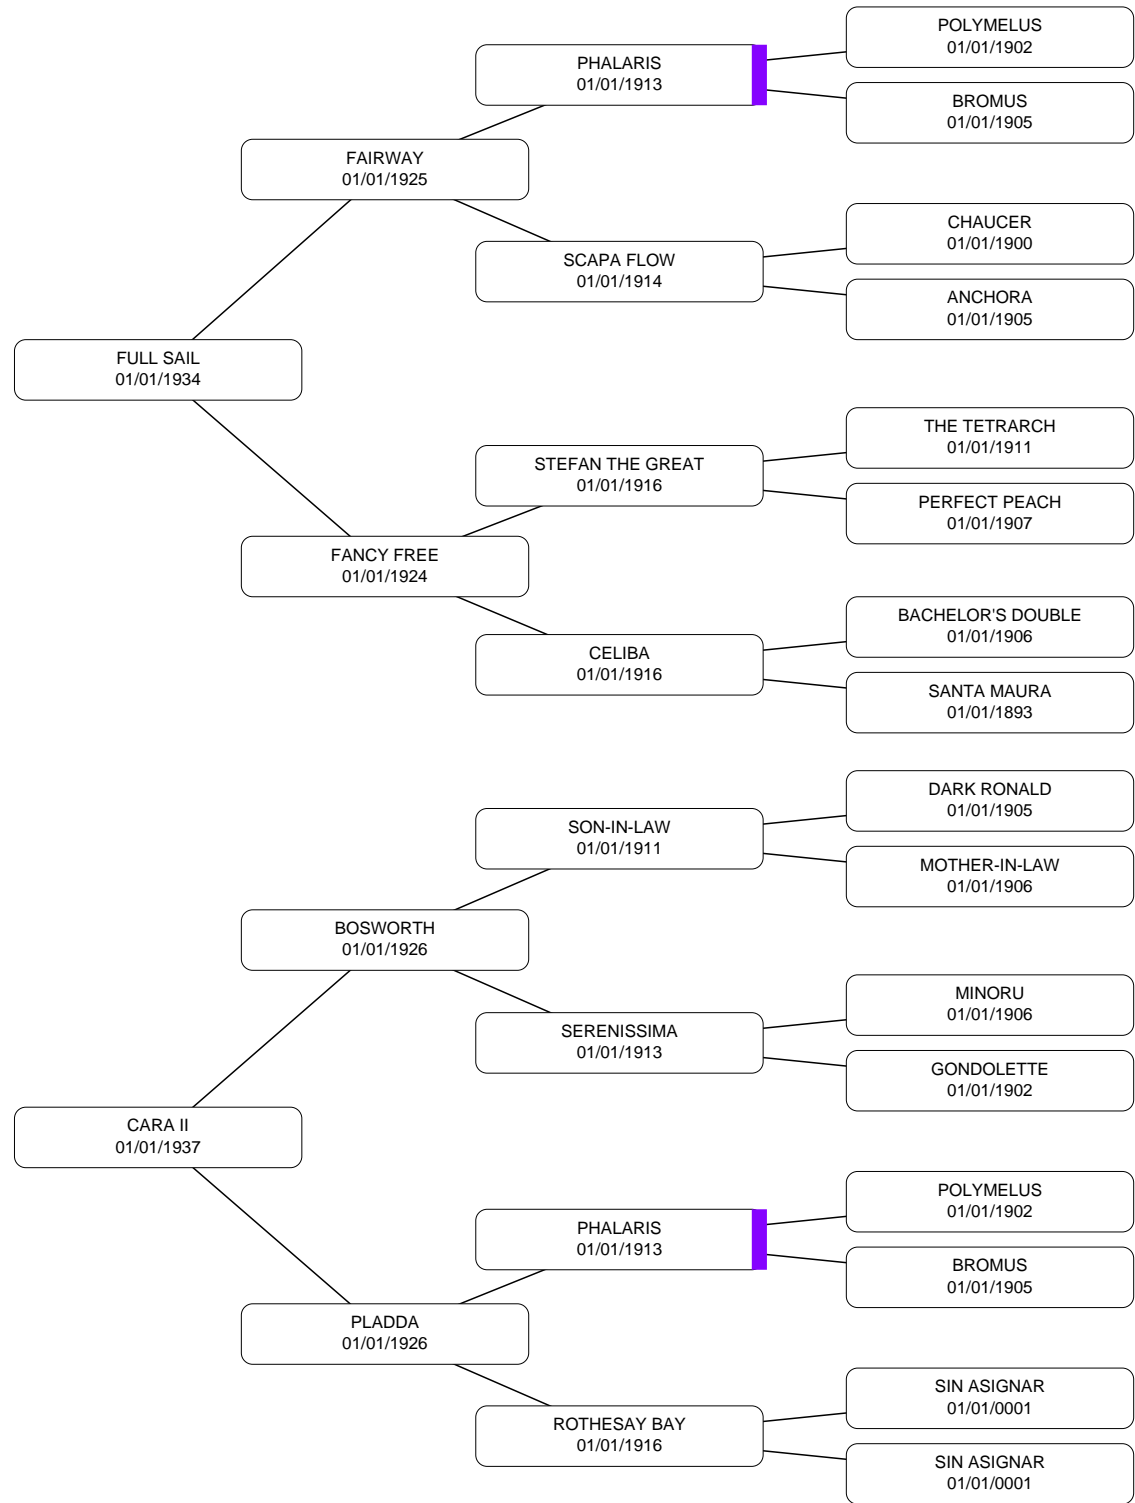 POLYMELUS
01/01/1902
PHALARIS
01/01/1913
BROMUS
01/01/1905
FAIRWAY
01/01/1925
CHAUCER
01/01/1900
SCAPA FLOW
01/01/1914
ANCHORA
01/01/1905
FULL SAIL
01/01/1934
THE TETRARCH
01/01/1911
STEFAN THE GREAT
01/01/1916
PERFECT PEACH
01/01/1907
FANCY FREE
01/01/1924
BACHELOR'S DOUBLE
01/01/1906
CELIBA
01/01/1916
SANTA MAURA
01/01/1893
DARK RONALD
01/01/1905
SON-IN-LAW
01/01/1911
MOTHER-IN-LAW
01/01/1906
BOSWORTH
01/01/1926
MINORU
01/01/1906
SERENISSIMA
01/01/1913
GONDOLETTE
01/01/1902
CARA II
01/01/1937
POLYMELUS
01/01/1902
PHALARIS
01/01/1913
BROMUS
01/01/1905
PLADDA
01/01/1926
SIN ASIGNAR
01/01/0001
ROTHESAY BAY
01/01/1916
SIN ASIGNAR
01/01/0001